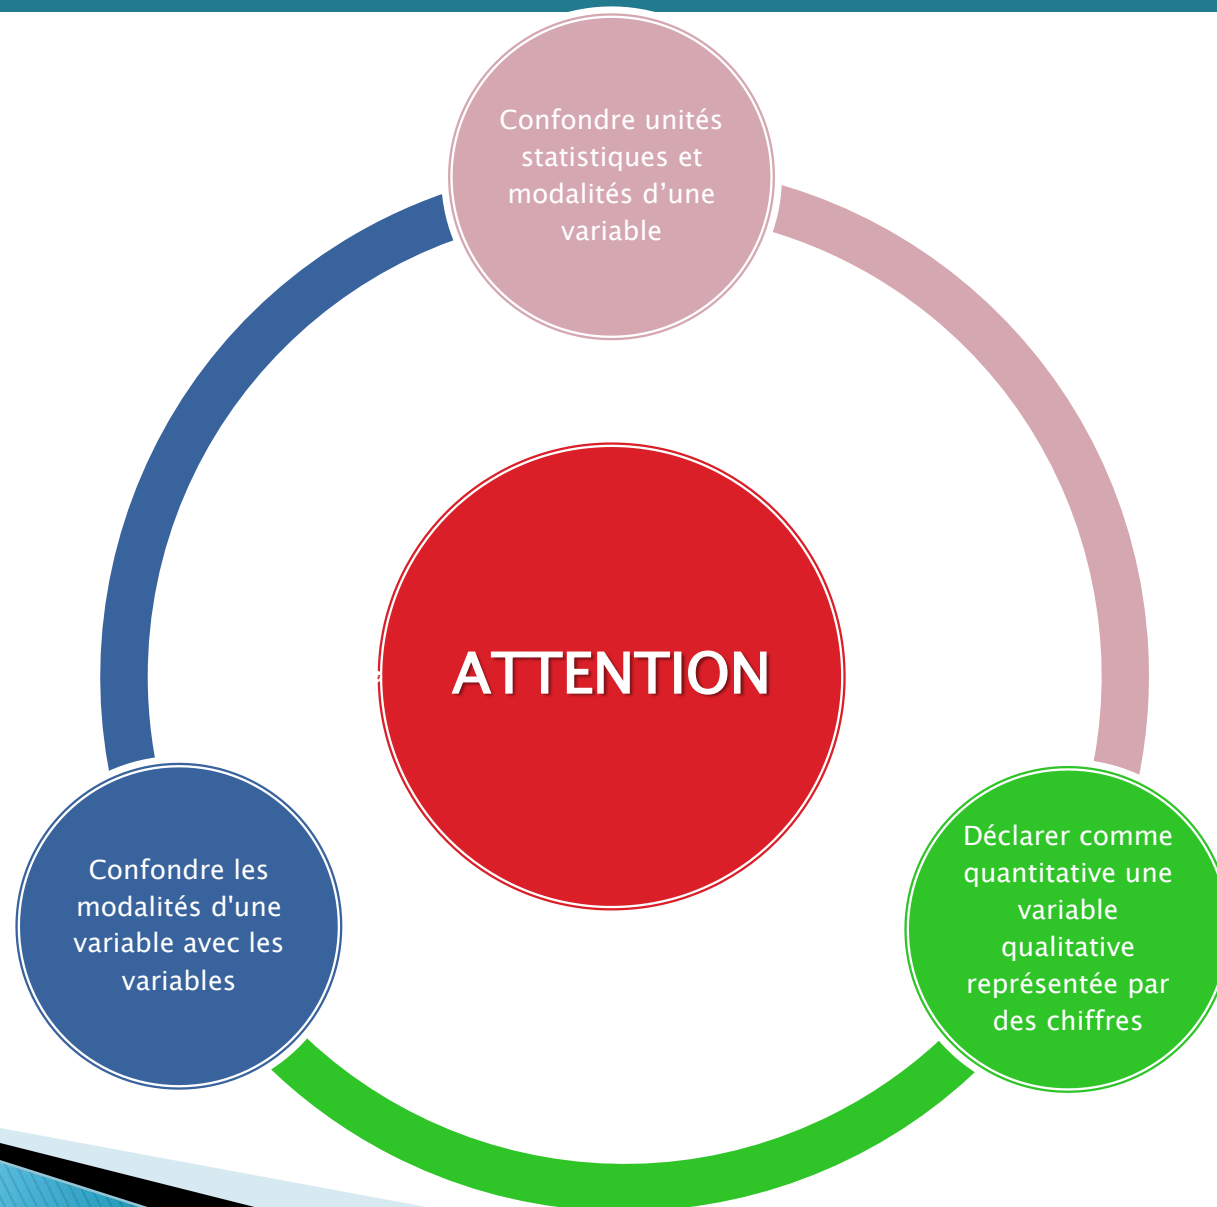 Confondre unités
statistiques et
modalités d’une
variable
ATTENTION
Déclarer comme
quantitative une
variable
qualitative
représentée par
des chiffres
Confondre les
modalités d'une
variable avec les
variables